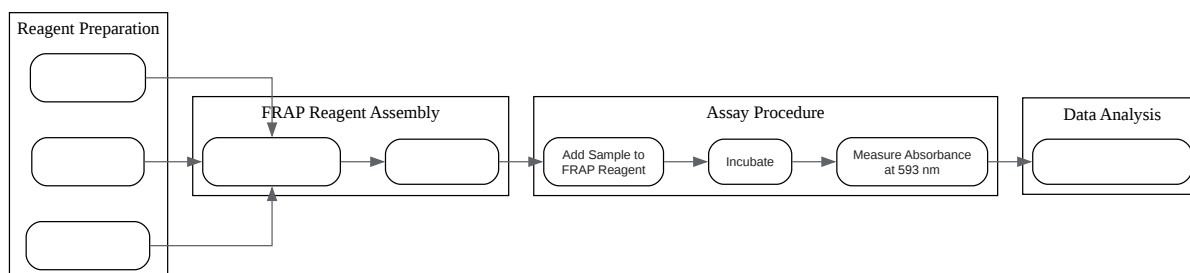 Reagent Preparation
FRAP Reagent Assembly
Assay Procedure
Add Sample to
FRAP Reagent
Incubate
Measure Absorbance
at 593 nm
Data Analysis